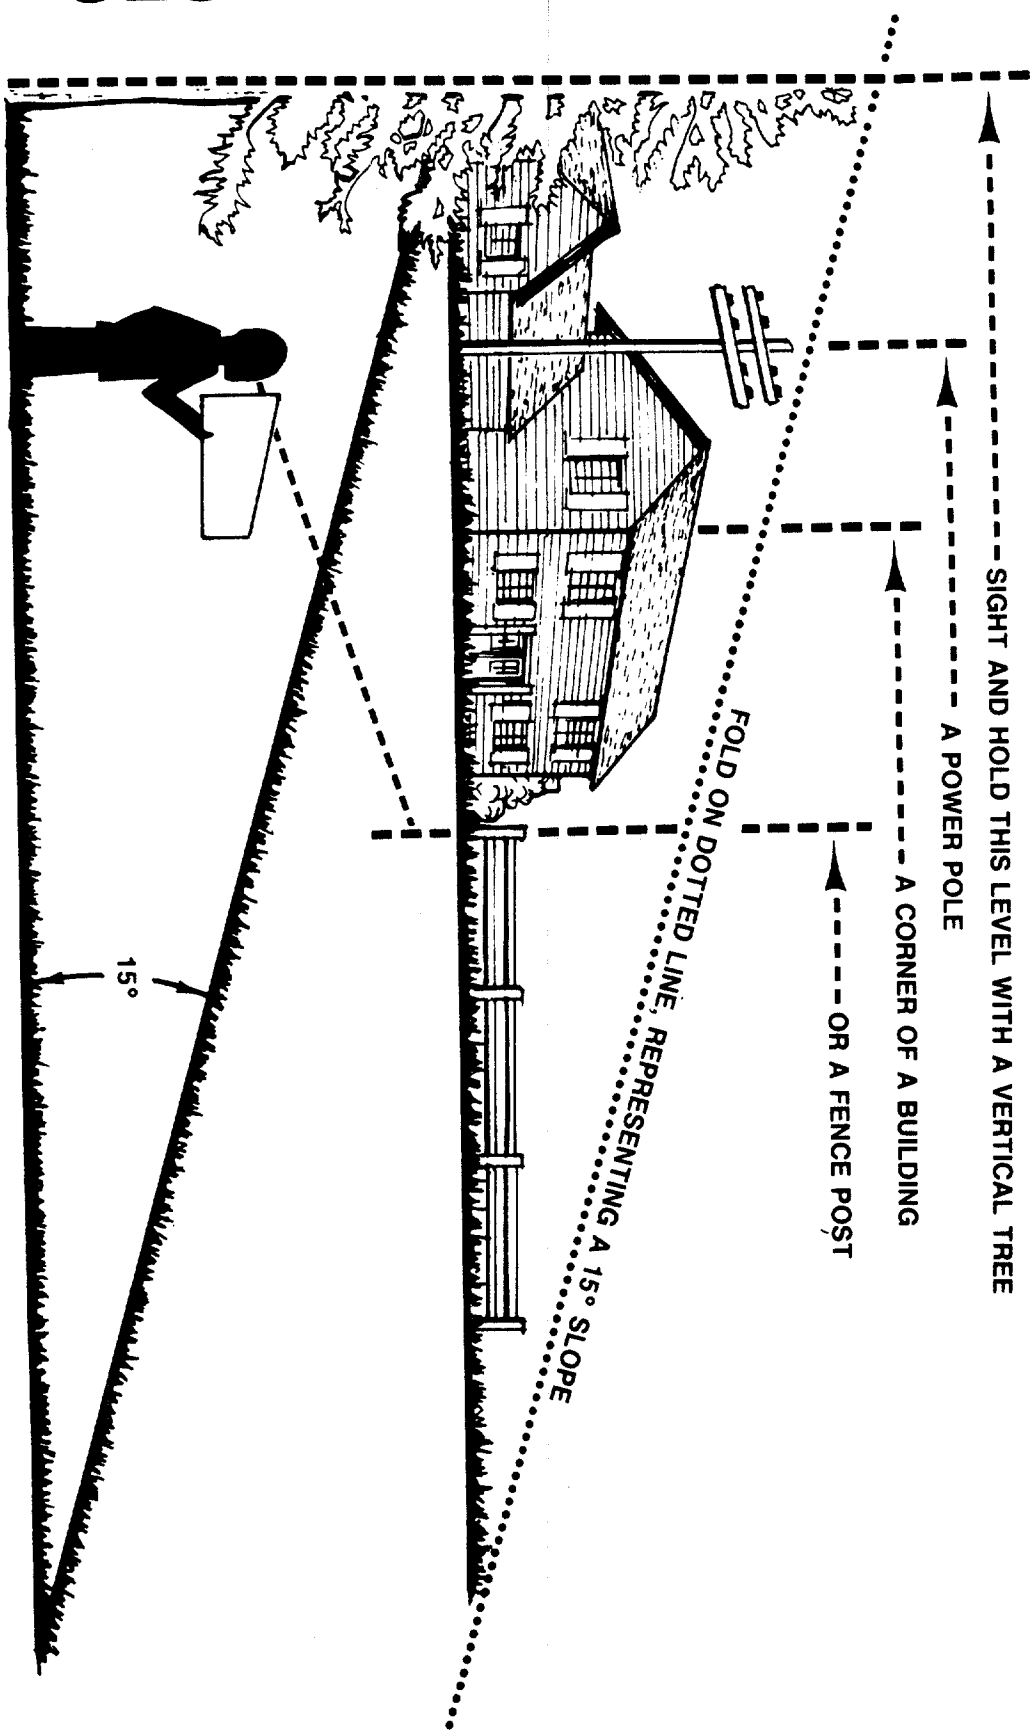 SIGHT AND HOLD THIS LEVEL WITH A VERTICAL TREE
A POWER POLE
A CORNER OF A BUILDING
OR A FENCE POST
FOLD ON DOTTED LINE, REPRESENTING A 15° SLOPE
15°